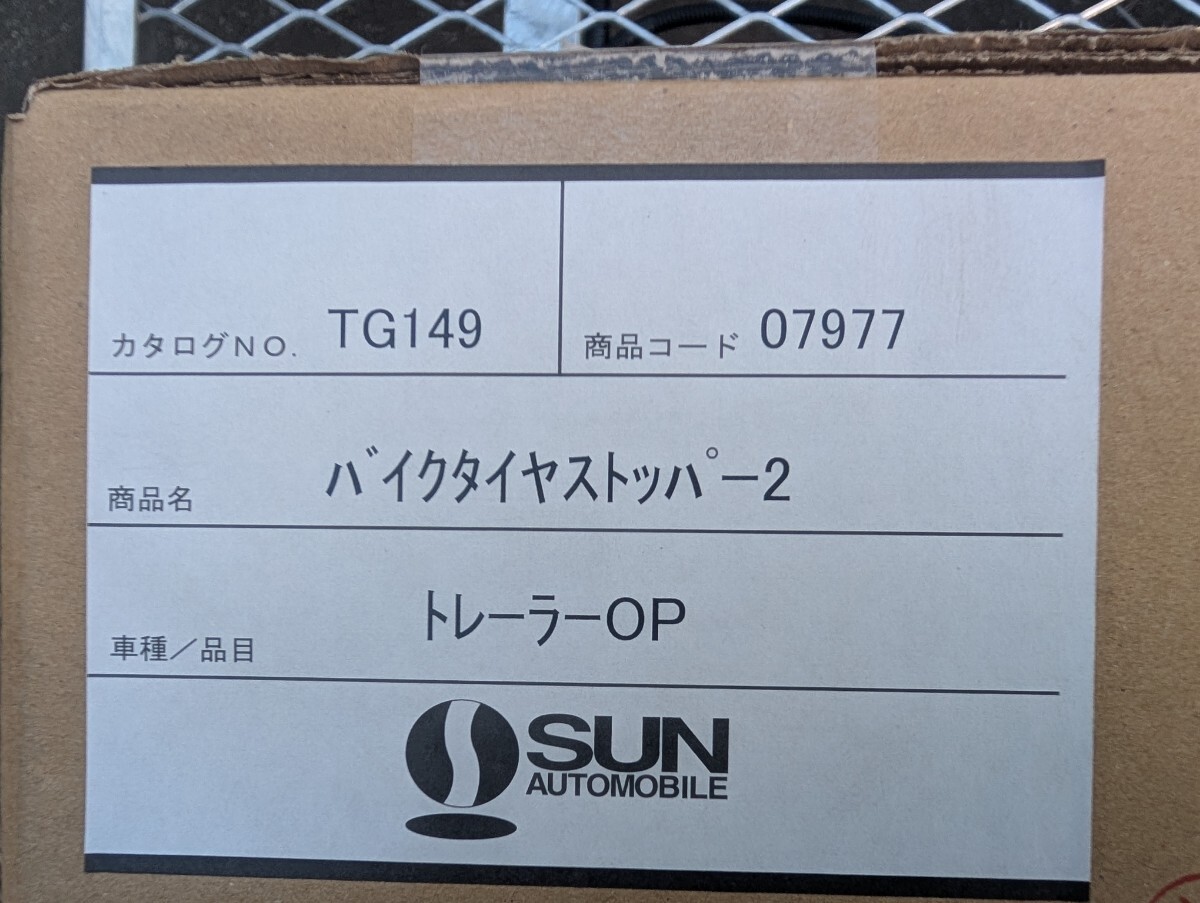 カタログNO. TG149
商品コード 07977
商品名 バイクタイヤストッパー2
車種／品目 トレーラーOP
SUN
AUTOMOBILE